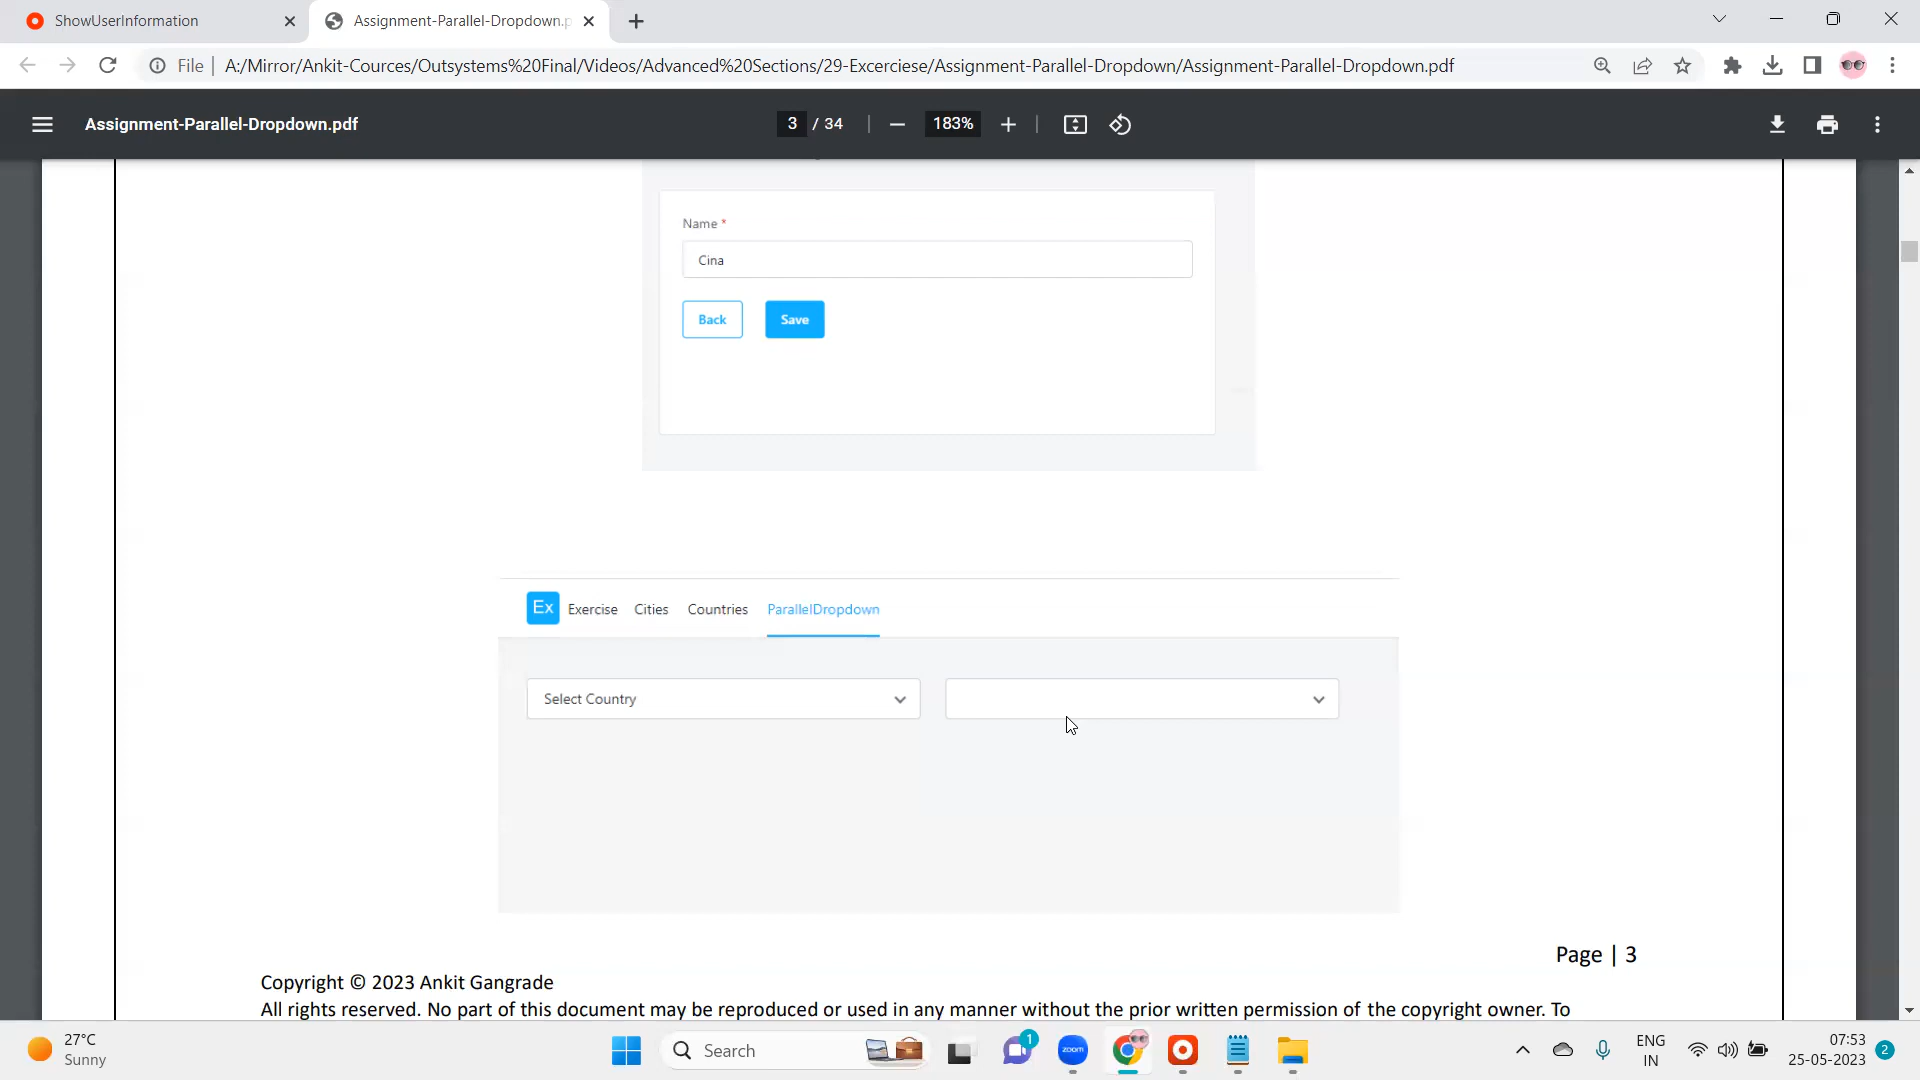 ShowUserInformation
Assignment-Parallel-Dropdown.p
File
A:/Mirror/Ankit-Cources/Outsystems%20Final/Videos/Advanced%20Sections/29-Excerciese/Assignment-Parallel-Dropdown/Assignment-Parallel-Dropdown.pdf
Assignment-Parallel-Dropdown.pdf
3 / 34
183%
Name *
Cina
Back
Save
Ex Exercise Cities Countries ParallelDropdown
Select Country
Page | 3
Copyright © 2023 Ankit Gangrade
All rights reserved. No part of this document may be reproduced or used in any manner without the prior written permission of the copyright owner. To
27°C
Sunny
Search
1
zoom
ENG
IN
07:53
25-05-2023
2